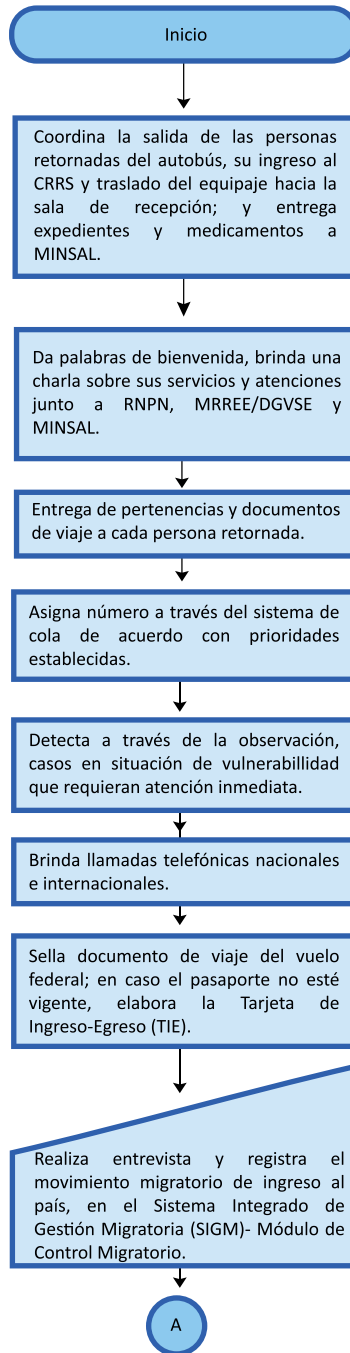 Inicio
Coordina la salida de las personas
retornadas del autobús, su ingreso al
CRRS y traslado del equipaje hacia la
sala de recepción; y entrega
expedientes y medicamentos a
MINSAL.
Da palabras de bienvenida, brinda una
charla sobre sus servicios y atenciones
junto a RNPN, MRREE/DGVSE y
MINSAL.
Entrega de pertenencias y documentos
de viaje a cada persona retornada.
Asigna número a través del sistema de
cola de acuerdo con prioridades
establecidas.
Detecta a través de la observación,
casos en situación de vulnerabillidad
que requieran atención inmediata.
Brinda llamadas telefónicas nacionales
e internacionales.
Sella documento de viaje del vuelo
federal; en caso el pasaporte no esté
vigente, elabora la Tarjeta de
Ingreso-Egreso (TIE).
Realiza entrevista y registra el
movimiento migratorio de ingreso al
país, en el Sistema Integrado de
Gestión Migratoria (SIGM)- Módulo de
Control Migratorio.
A